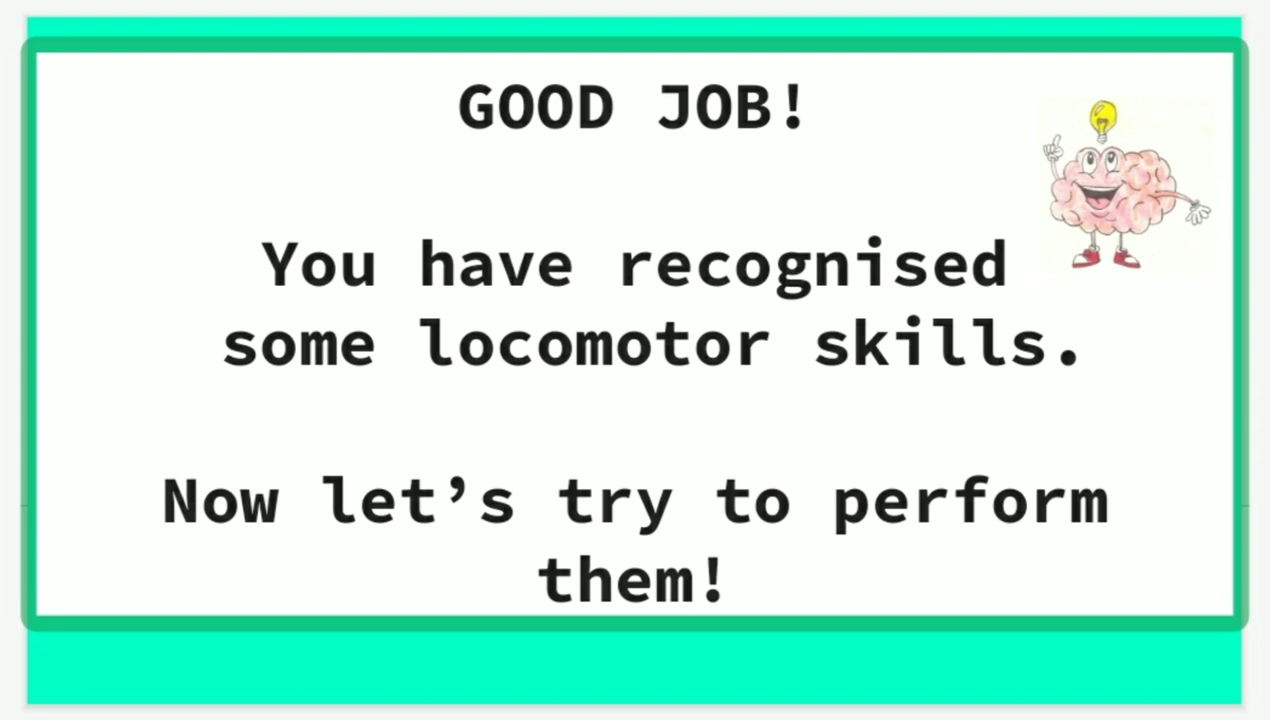 GOOD JOB!
You have recognised
some locomotor skills.
Now let’s try to perform
them!